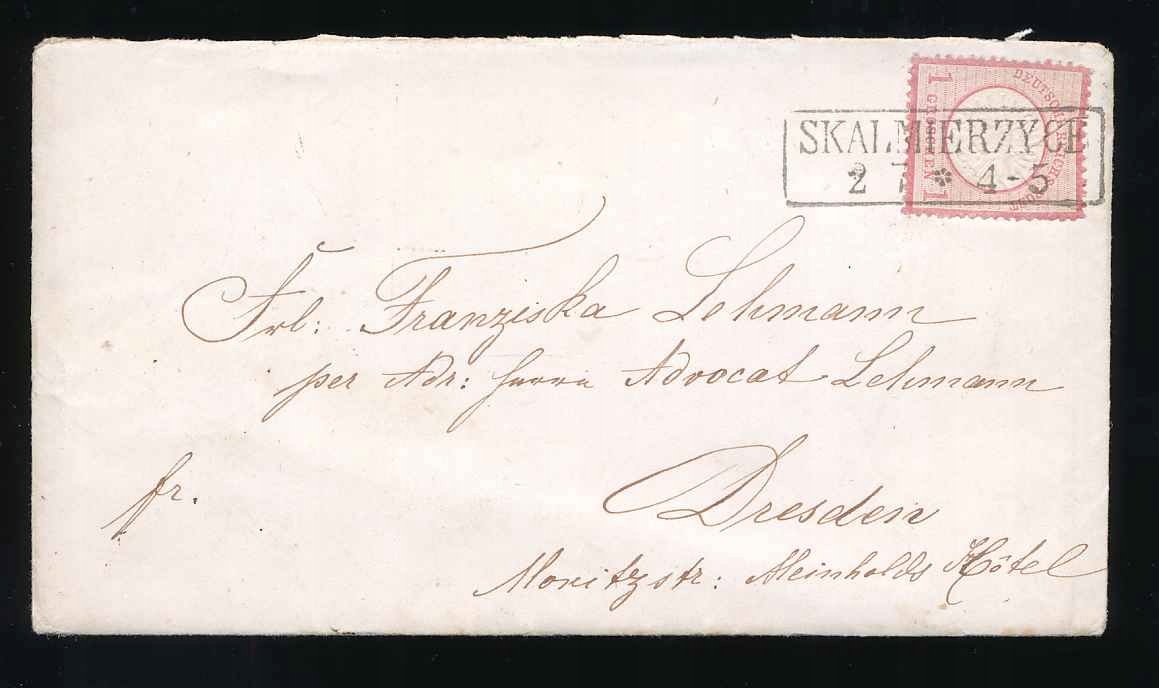 1 GROSCHEN 1
DEUTSCHE REICHS-POST
SKALMIERZYCE
2 7 * 4-5
Frl: Franziska Lehmann
per Adr: Herrn Advocat Lehmann
fr.
Dresden
Moritzstr: Meinholds Hôtel